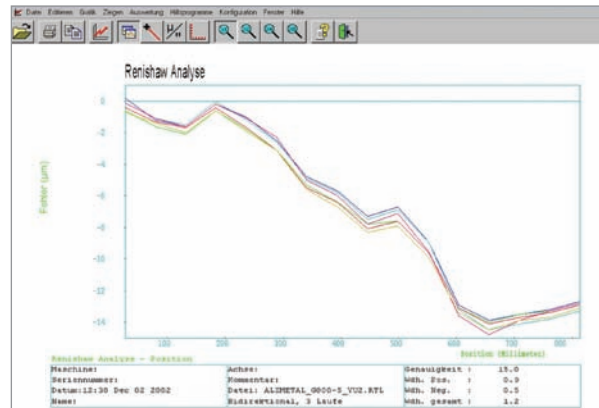 Datei Editieren Grafik Zeigen Auswertung Hilfsprogramme Konfiguration Fenster Hilfe
Renishaw Analyse
Fehler (µm)
0
-2
-4
-6
-8
-10
-12
-14
100 200 300 400 500 600 700 800
Position (Millimeter)
Renishaw Analyse - Position
Maschine: Achse: Genauigkeit : 15.0
Seriennummer: Kommentar: Wdh. Pos. : 0.9
Datum:12:30 Dec 02 2002 Datei: ALIMETAL_G800-5_VUZ.RTL Wdh. Neg. : 0.5
Name: Bidirektional, 3 Laufe Wdh. gesamt : 1.2